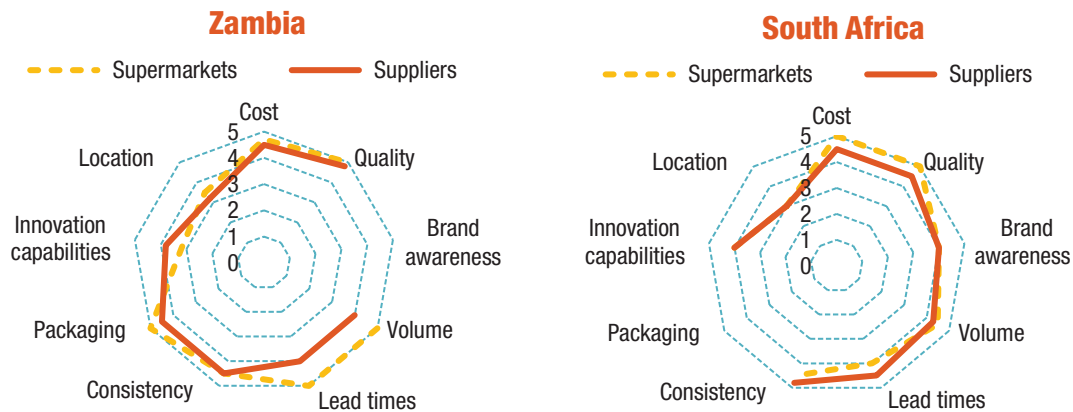 Zambia
Supermarkets
Suppliers
Cost
Quality
Brand
awareness
Volume
Lead times
Consistency
Packaging
Innovation
capabilities
Location
5
4
3
2
1
0
South Africa
Supermarkets
Suppliers
Cost
Quality
Brand
awareness
Volume
Lead times
Consistency
Packaging
Innovation
capabilities
Location
5
4
3
2
1
0